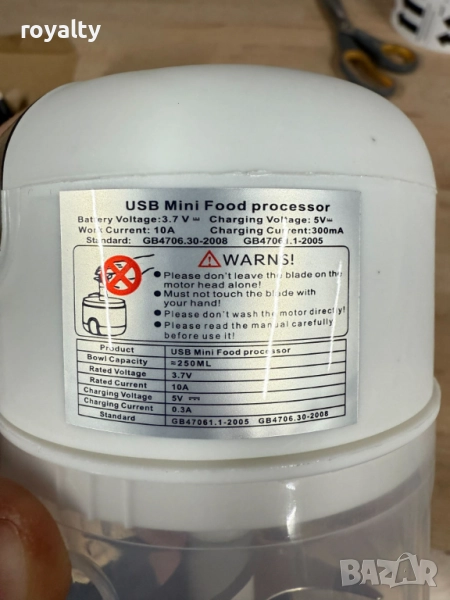 royalty
USB Mini Food processor
Battery Voltage:3.7 V ⎓ Charging Voltage: 5V⎓
Work Current: 10A Charging Current:300mA
Standard: GB4706.30-2008 GB47061.1-2005
⚠WARNS!
●Please don't leave the blade on the
motor head alone!
●Must not touch the blade with
your hand!
●Please don't wash the motor directly!
●Please read the manual carefully
before use it!
Product USB Mini Food processor
Bowl Capacity ≈250ML
Rated Voltage 3.7V
Rated Current 10A
Charging Voltage 5V ⎓
Charging Current 0.3A
Standard GB47061.1-2005 GB4706.30-2008
bazar